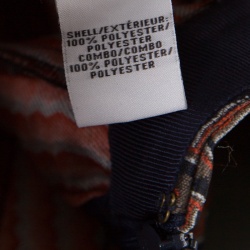 SHELL/EXTÉRIEUR:
100% POLYESTER/
POLYESTER
COMBO/COMBO
100% POLYESTER/
POLYESTER